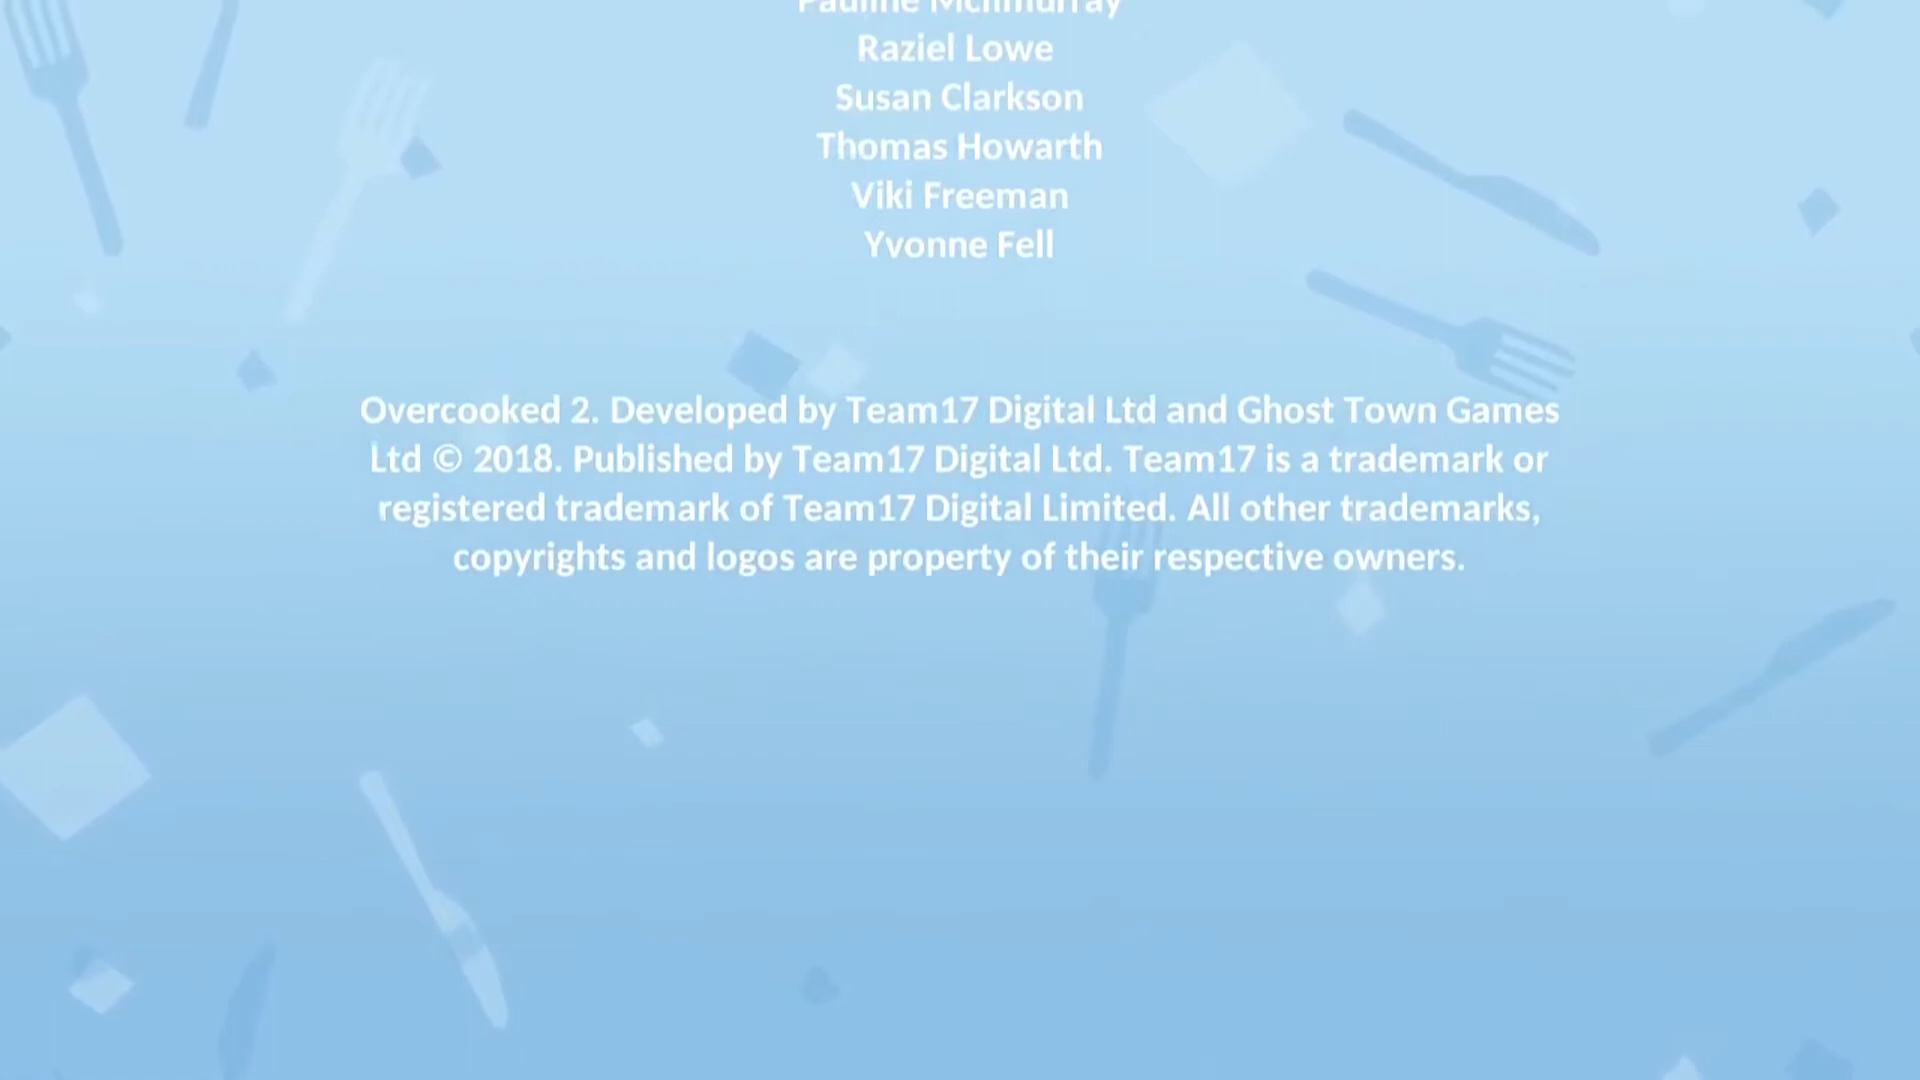 Pauline McIlmurray
Raziel Lowe
Susan Clarkson
Thomas Howarth
Viki Freeman
Yvonne Fell
Overcooked 2. Developed by Team17 Digital Ltd and Ghost Town Games
Ltd © 2018. Published by Team17 Digital Ltd. Team17 is a trademark or
registered trademark of Team17 Digital Limited. All other trademarks,
copyrights and logos are property of their respective owners.